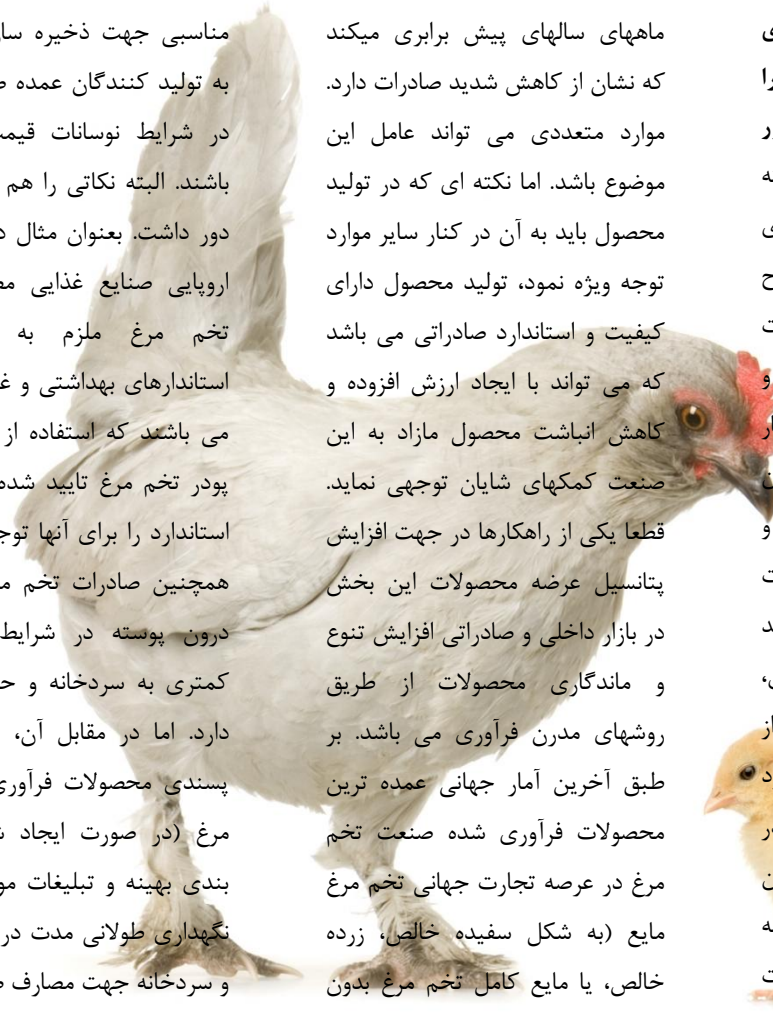 ی
را
ور
ه
ی
ح
ت
و
ار
و
ت
د
،
از
د
در
ن
ه
ت
ماههای سالهای پیش برابری میکند
که نشان از کاهش شدید صادرات دارد.
موارد متعددی می تواند عامل این
موضوع باشد. اما نکته ای که در تولید
محصول باید به آن در کنار سایر موارد
توجه ویژه نمود، تولید محصول دارای
کیفیت و استاندارد صادراتی می باشد
که می تواند با ایجاد ارزش افزوده و
کاهش انباشت محصول مازاد به این
صنعت کمکهای شایان توجهی نماید.
قطعا یکی از راهکارها در جهت افزایش
پتانسیل عرضه محصولات این بخش
در بازار داخلی و صادراتی افزایش تنوع
و ماندگاری محصولات از طریق
روشهای مدرن فرآوری می باشد. بر
طبق آخرین آمار جهانی عمده ترین
محصولات فرآوری شده صنعت تخم
مرغ در عرصه تجارت جهانی تخم مرغ
مایع (به شکل سفیده خالص، زرده
خالص، یا مایع کامل تخم مرغ بدون
مناسبی جهت ذخیره سا
به تولید کنندگان عمده ص
در شرایط نوسانات قیم
باشند. البته نکاتی را هم
دور داشت. بعنوان مثال د
اروپایی صنایع غذایی مص
تخم مرغ ملزم به
استاندارهای بهداشتی و غ
می باشند که استفاده از
پودر تخم مرغ تایید شده
استاندارد را برای آنها توج
همچنین صادرات تخم م
درون پوسته در شرایط
کمتری به سردخانه و ح
دارد. اما در مقابل آن،
پسندی محصولات فرآوری
مرغ (در صورت ایجاد ش
بندی بهینه و تبلیغات مو
نگهداری طولانی مدت در
و سردخانه جهت مصارف ص